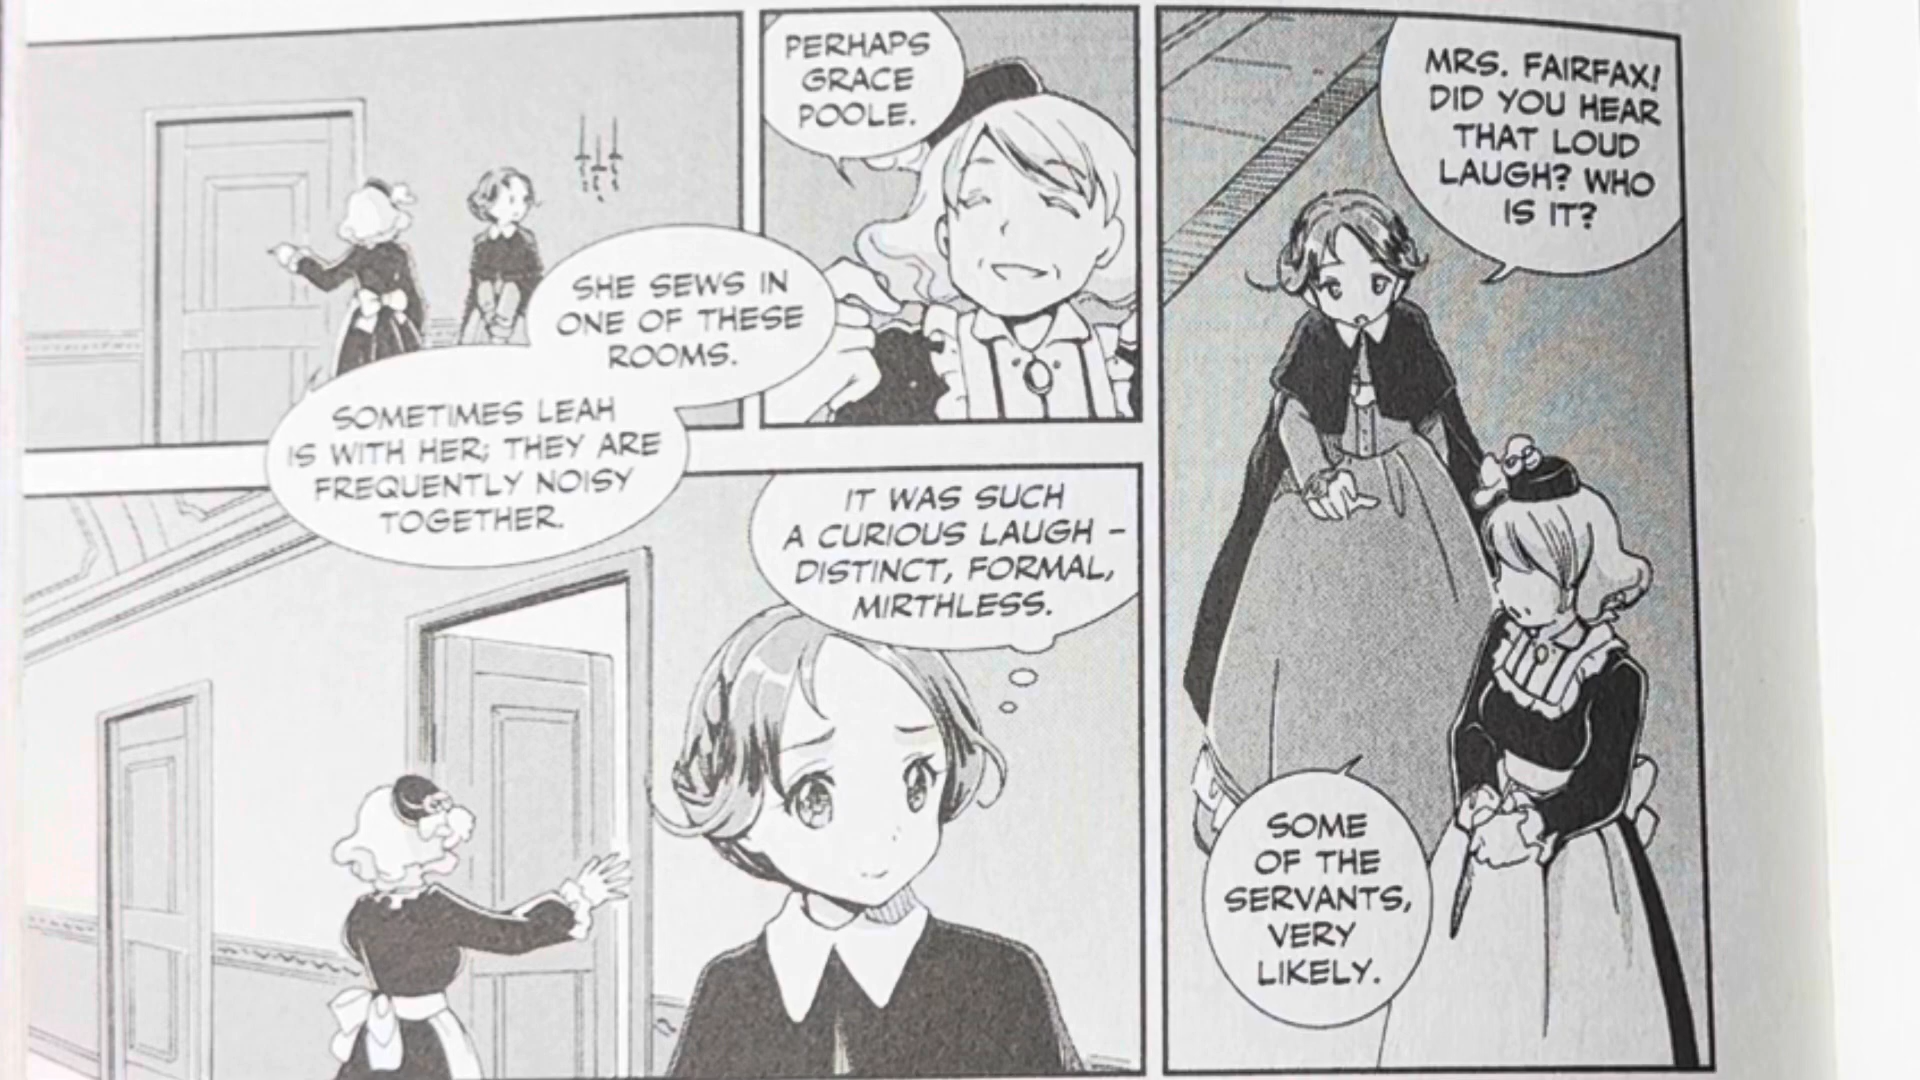 MRS. FAIRFAX!
DID YOU HEAR
THAT LOUD
LAUGH? WHO
IS IT?
SOME
OF THE
SERVANTS,
VERY
LIKELY.
PERHAPS
GRACE
POOLE.
SHE SEWS IN
ONE OF THESE
ROOMS.
SOMETIMES LEAH
IS WITH HER; THEY ARE
FREQUENTLY NOISY
TOGETHER.
IT WAS SUCH
A CURIOUS LAUGH –
DISTINCT, FORMAL,
MIRTHLESS.